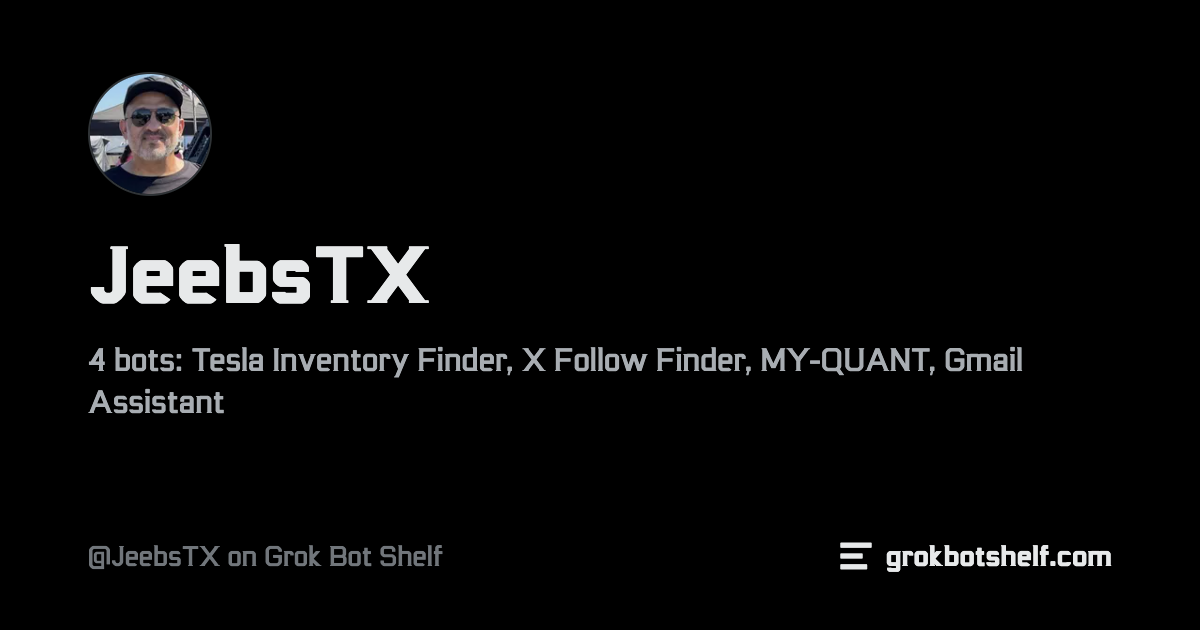 JeebsTX
4 bots: Tesla Inventory Finder, X Follow Finder, MY-QUANT, Gmail
Assistant
@JeebsTX on Grok Bot Shelf
grokbotshelf.com